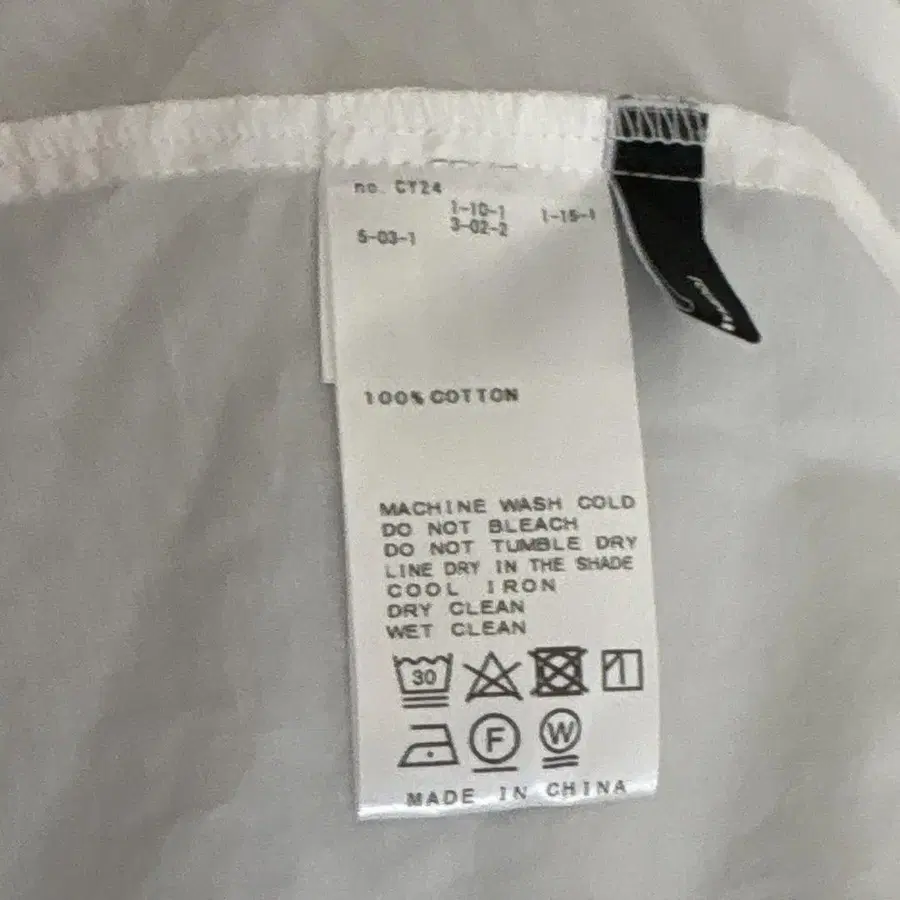 no. CY24
1-10-1 1-15-1
5-03-1 3-02-2
100% COTTON
MACHINE WASH COLD
DO NOT BLEACH
DO NOT TUMBLE DRY
LINE DRY IN THE SHADE
COOL IRON
DRY CLEAN
WET CLEAN
30
F W
MADE IN CHINA